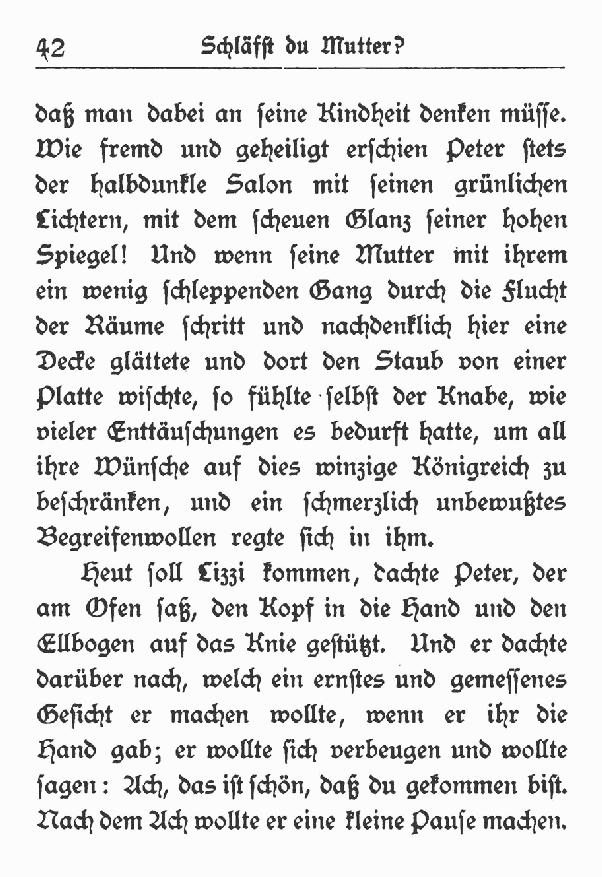 42 Schläfst du Mutter?
daß man dabei an seine Kindheit denken müsse.
Wie fremd und geheiligt erschien Peter stets
der halbdunkle Salon mit seinen grünlichen
Lichtern, mit dem scheuen Glanz seiner hohen
Spiegel! Und wenn seine Mutter mit ihrem
ein wenig schleppenden Gang durch die Flucht
der Räume schritt und nachdenklich hier eine
Decke glättete und dort den Staub von einer
Platte wischte, so fühlte selbst der Knabe, wie
vieler Enttäuschungen es bedurft hatte, um all
ihre Wünsche auf dies winzige Königreich zu
beschränken, und ein schmerzlich unbewußtes
Begreifenwollen regte sich in ihm.
Heut soll Lizzi kommen, dachte Peter, der
am Ofen saß, den Kopf in die Hand und den
Ellbogen auf das Knie gestützt. Und er dachte
darüber nach, welch ein ernstes und gemessenes
Gesicht er machen wollte, wenn er ihr die
Hand gab; er wollte sich verbeugen und wollte
sagen: Ach, das ist schön, daß du gekommen bist.
Nach dem Ach wollte er eine kleine Pause machen.